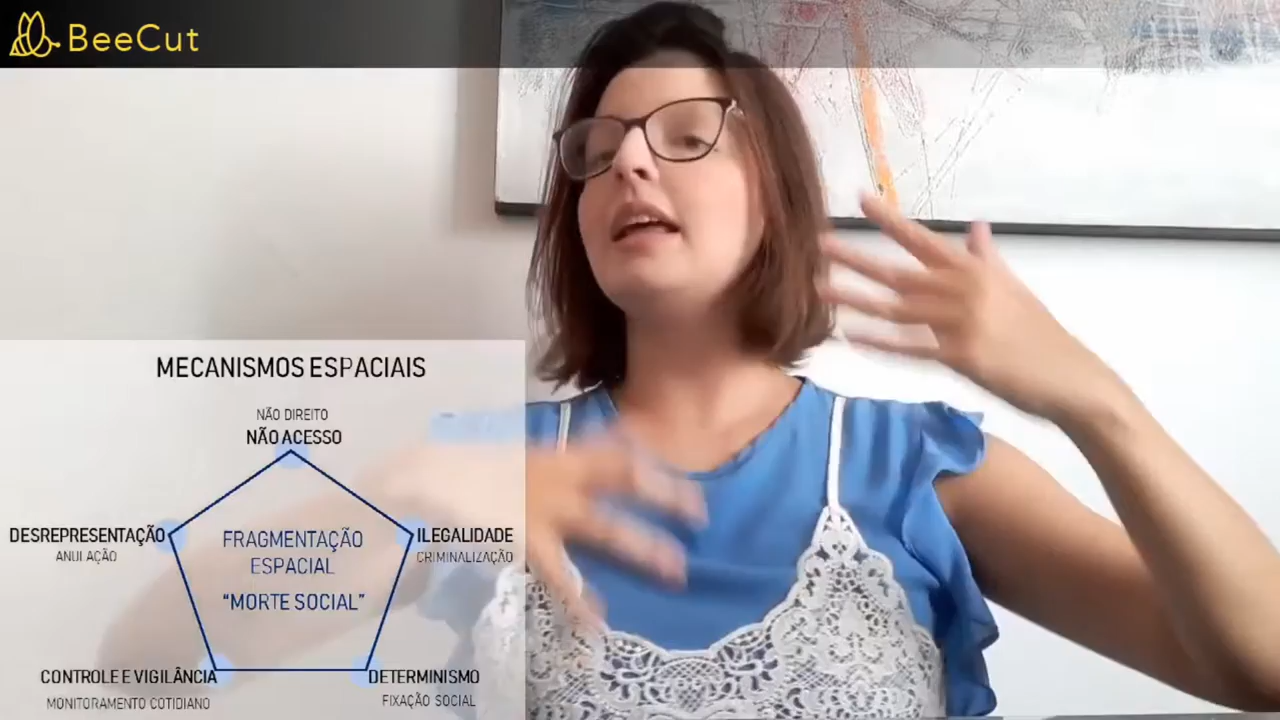 BeeCut
MECANISMOS ESPACIAIS
NÃO DIREITO
NÃO ACESSO
DESREPRESENTAÇÃO
ANULAÇÃO
FRAGMENTAÇÃO
ESPACIAL
"MORTE SOCIAL"
ILEGALIDADE
CRIMINALIZAÇÃO
CONTROLE E VIGILÂNCIA
MONITORAMENTO COTIDIANO
DETERMINISMO
FIXAÇÃO SOCIAL